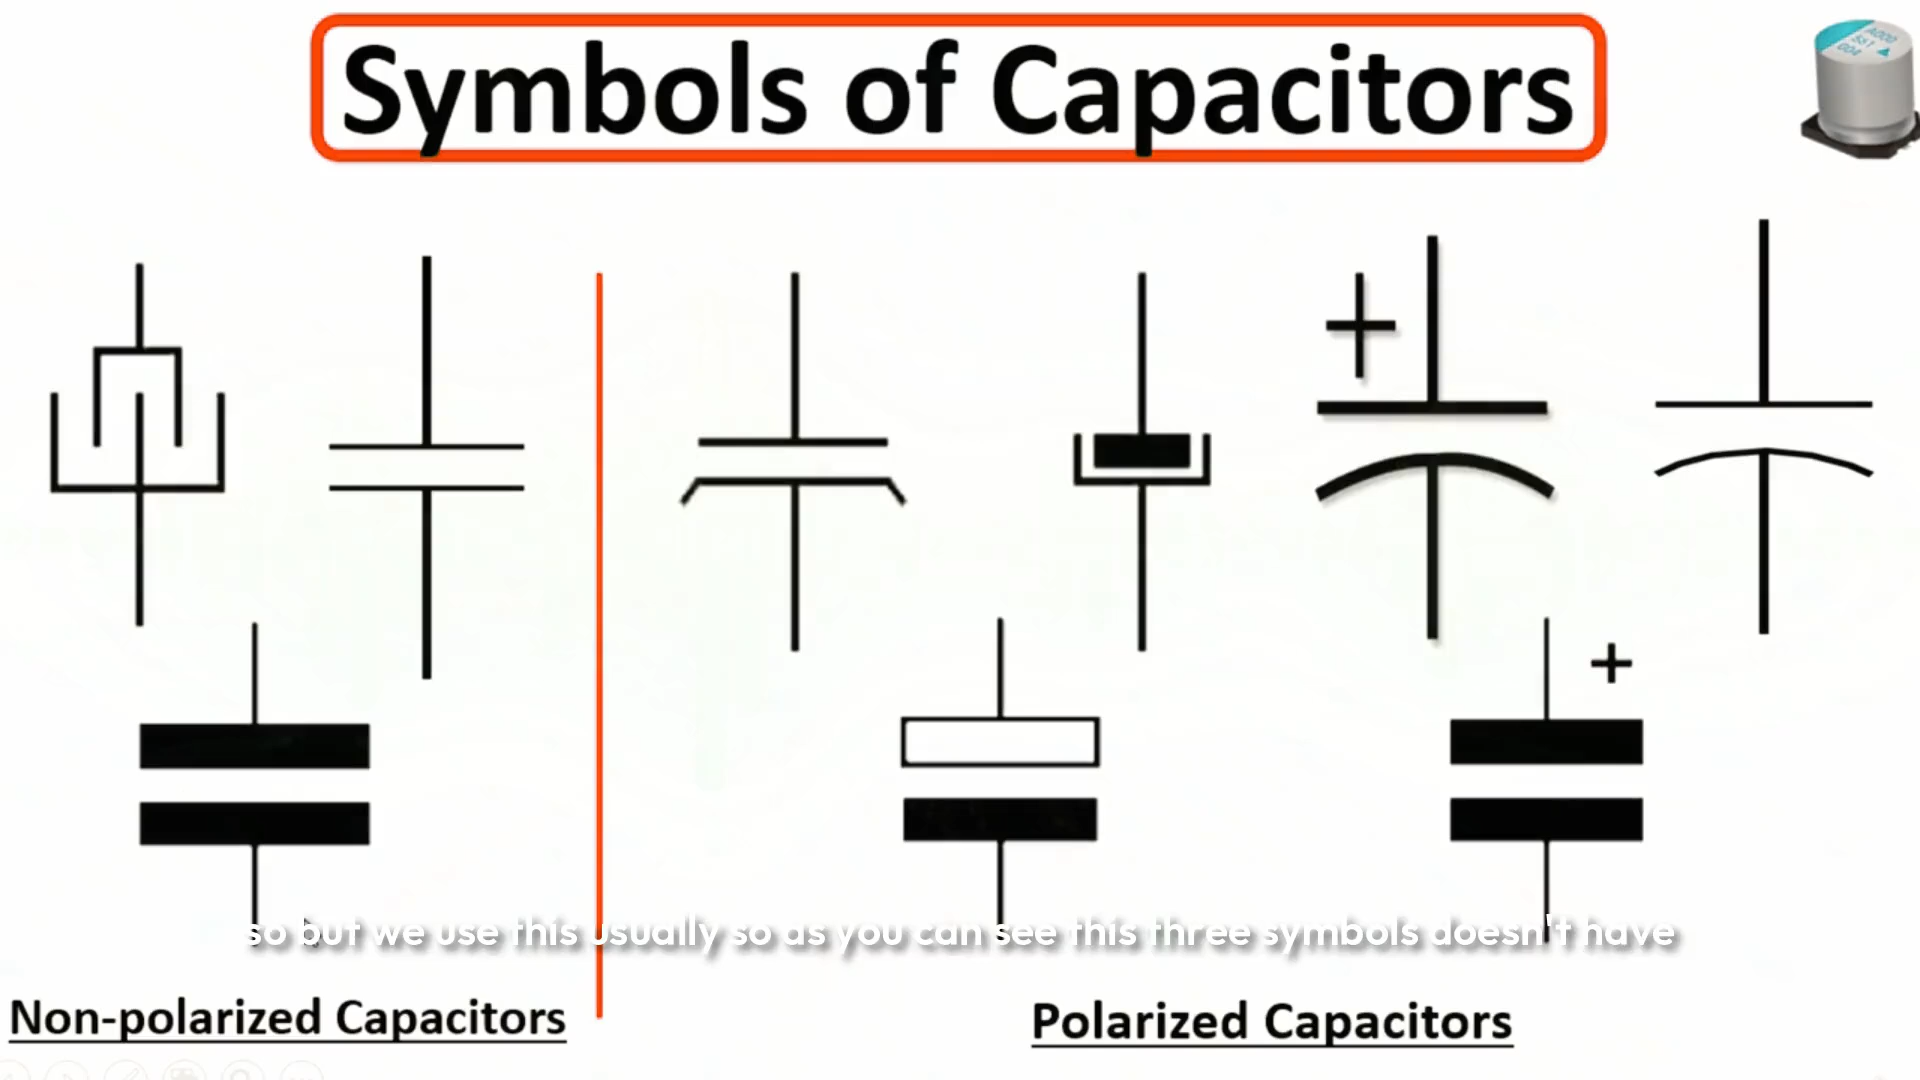 Symbols of Capacitors
+
+
so but we use this usually so as you can see this three symbols doesn't have
Non-polarized Capacitors
Polarized Capacitors